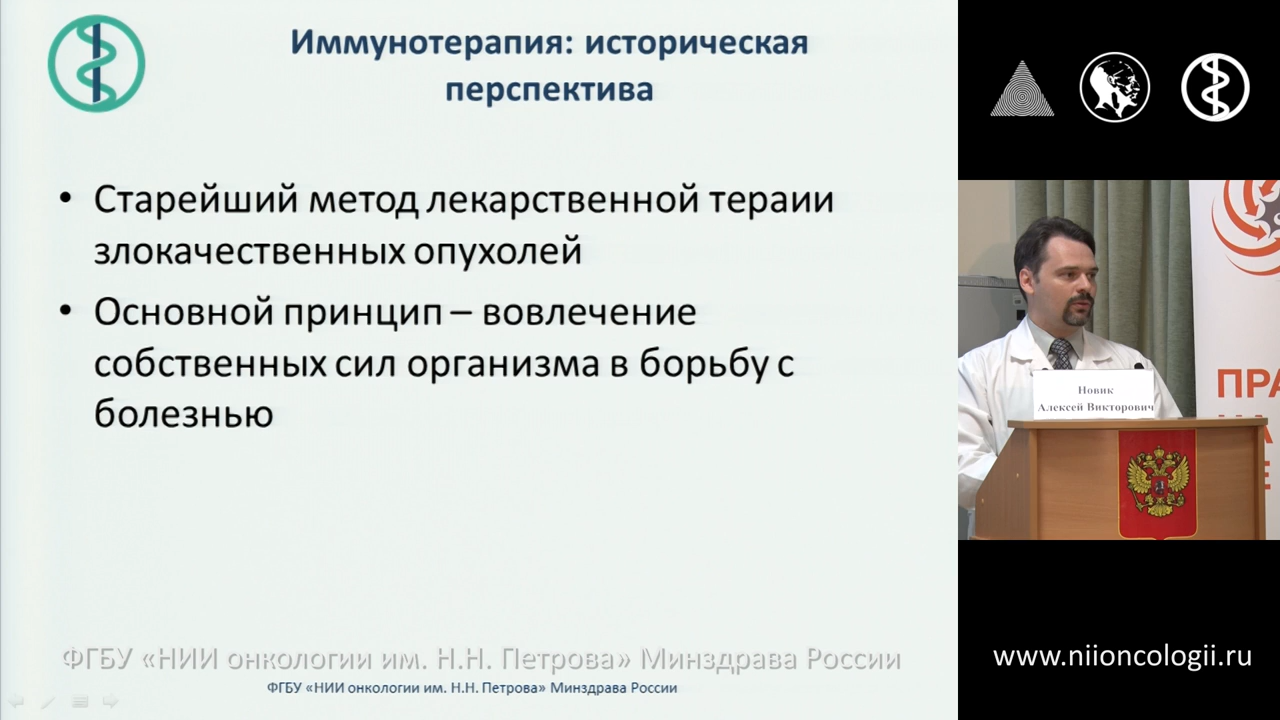 Иммунотерапия: историческая
перспектива
• Старейший метод лекарственной тераии
злокачественных опухолей
• Основной принцип – вовлечение
собственных сил организма в борьбу с
болезнью
ФГБУ «НИИ онкологии им. Н.Н. Петрова» Минздрава России
ФГБУ «НИИ онкологии им. Н.Н. Петрова» Минздрава России
Новик
Алексей Викторович
ПРА
www.niioncologii.ru